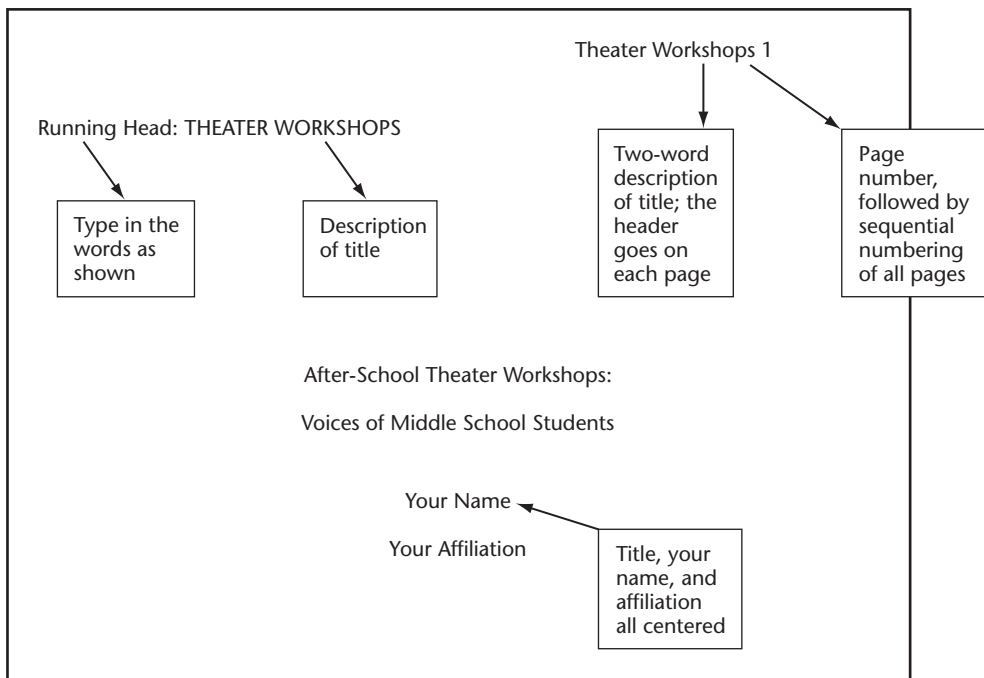 Theater Workshops 1
Running Head: THEATER WORKSHOPS
Type in the
words as
shown
Description
of title
Two-word
description
of title; the
header
goes on
each page
Page
number,
followed by
sequential
numbering
of all pages
After-School Theater Workshops:
Voices of Middle School Students
Your Name
Your Affiliation
Title, your
name, and
affiliation
all centered